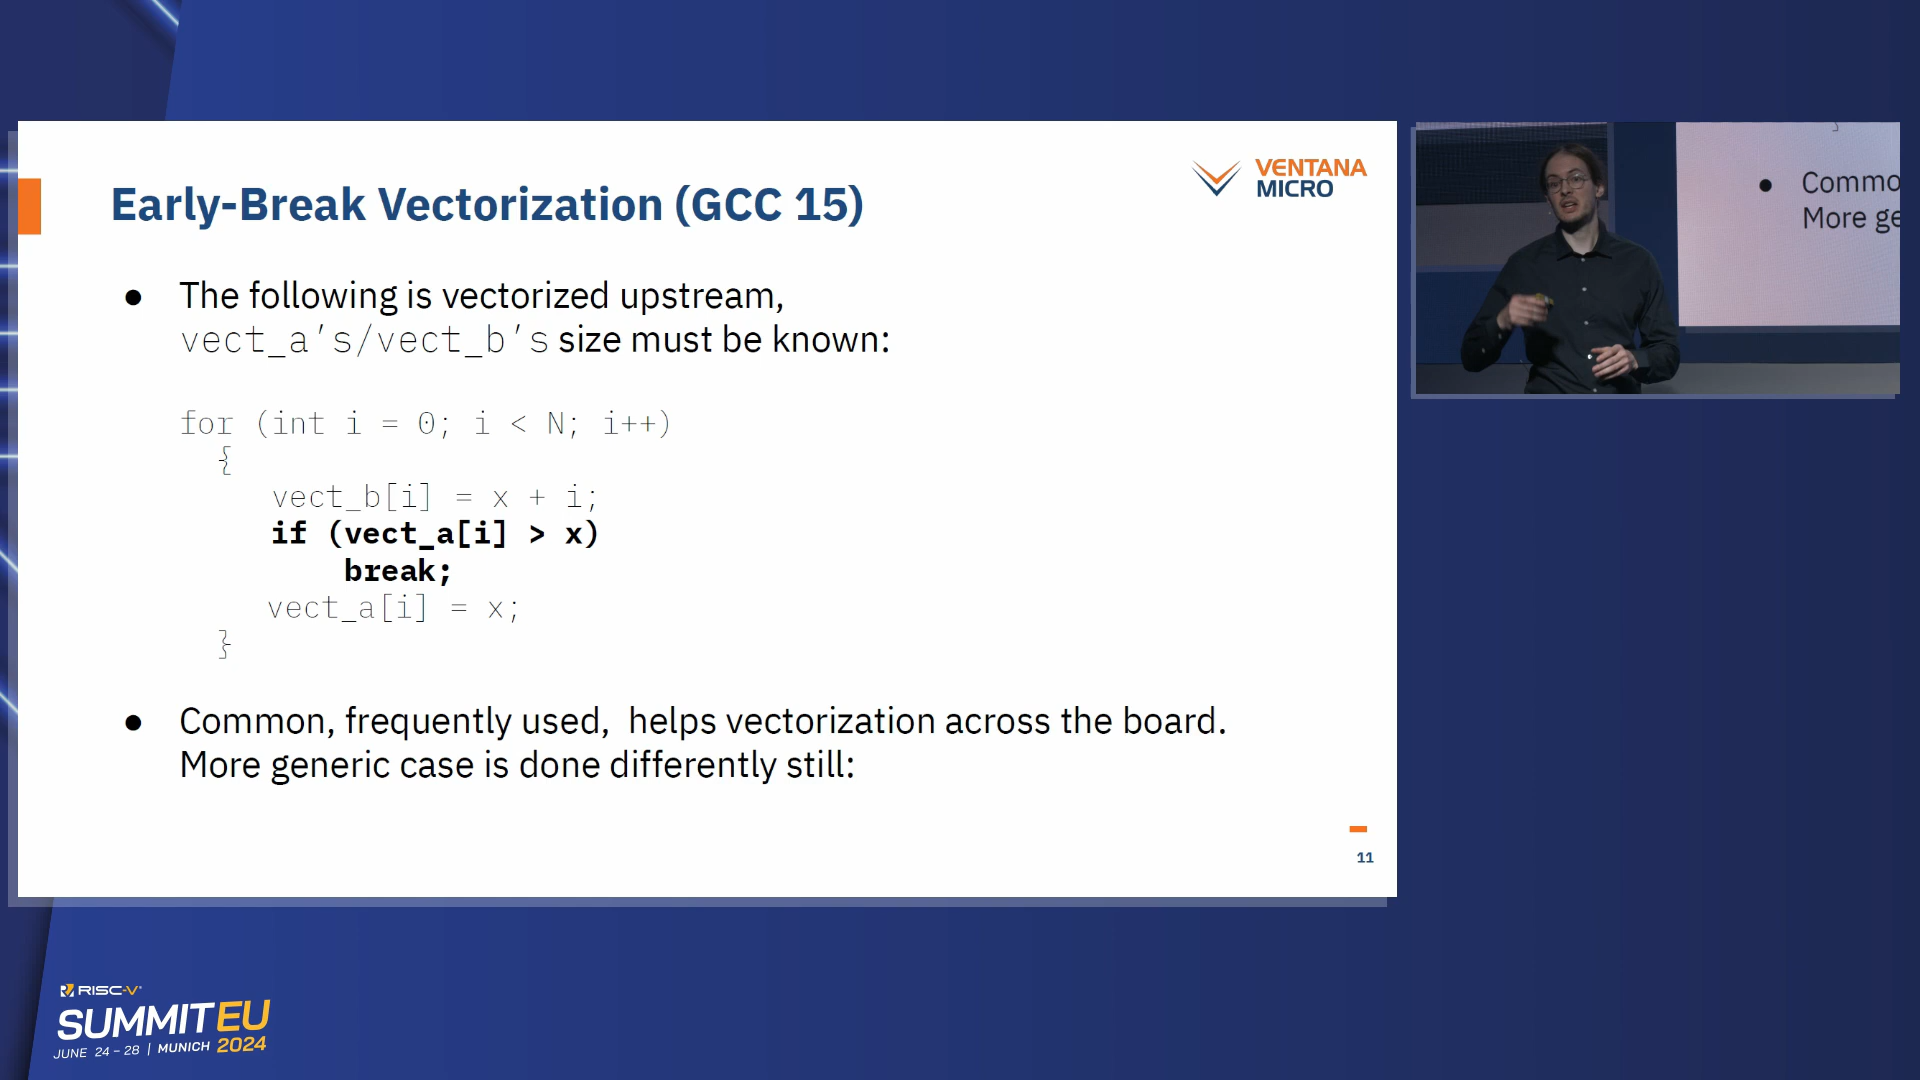 Early-Break Vectorization (GCC 15)
VENTANA
MICRO
● The following is vectorized upstream,
vect_a's/vect_b's size must be known:
for (int i = 0; i < N; i++)
{
vect_b[i] = x + i;
if (vect_a[i] > x)
break;
vect_a[i] = x;
}
● Common, frequently used,  helps vectorization across the board.
More generic case is done differently still:
11
}
● Commo
More ge
RISC-V®
SUMMIT EU
JUNE 24 – 28 | MUNICH 2024